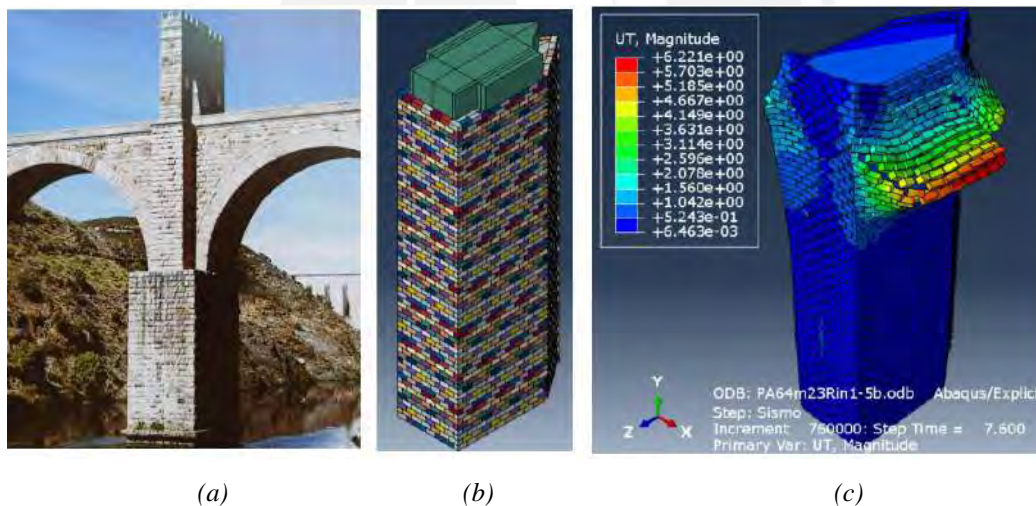 UT, Magnitude
+6.221e+00
+5.703e+00
+5.185e+00
+4.667e+00
+4.149e+00
+3.631e+00
+3.114e+00
+2.596e+00
+2.078e+00
+1.560e+00
+1.042e+00
+5.243e-01
+6.463e-03
Y
Z
X
ODB: PA64m23Rin1-5b.odb Abaqus/Explic
Step: Sismo
Increment 760000: Step Time = 7.600
Primary Var: UT, Magnitude
(a)
(b)
(c)